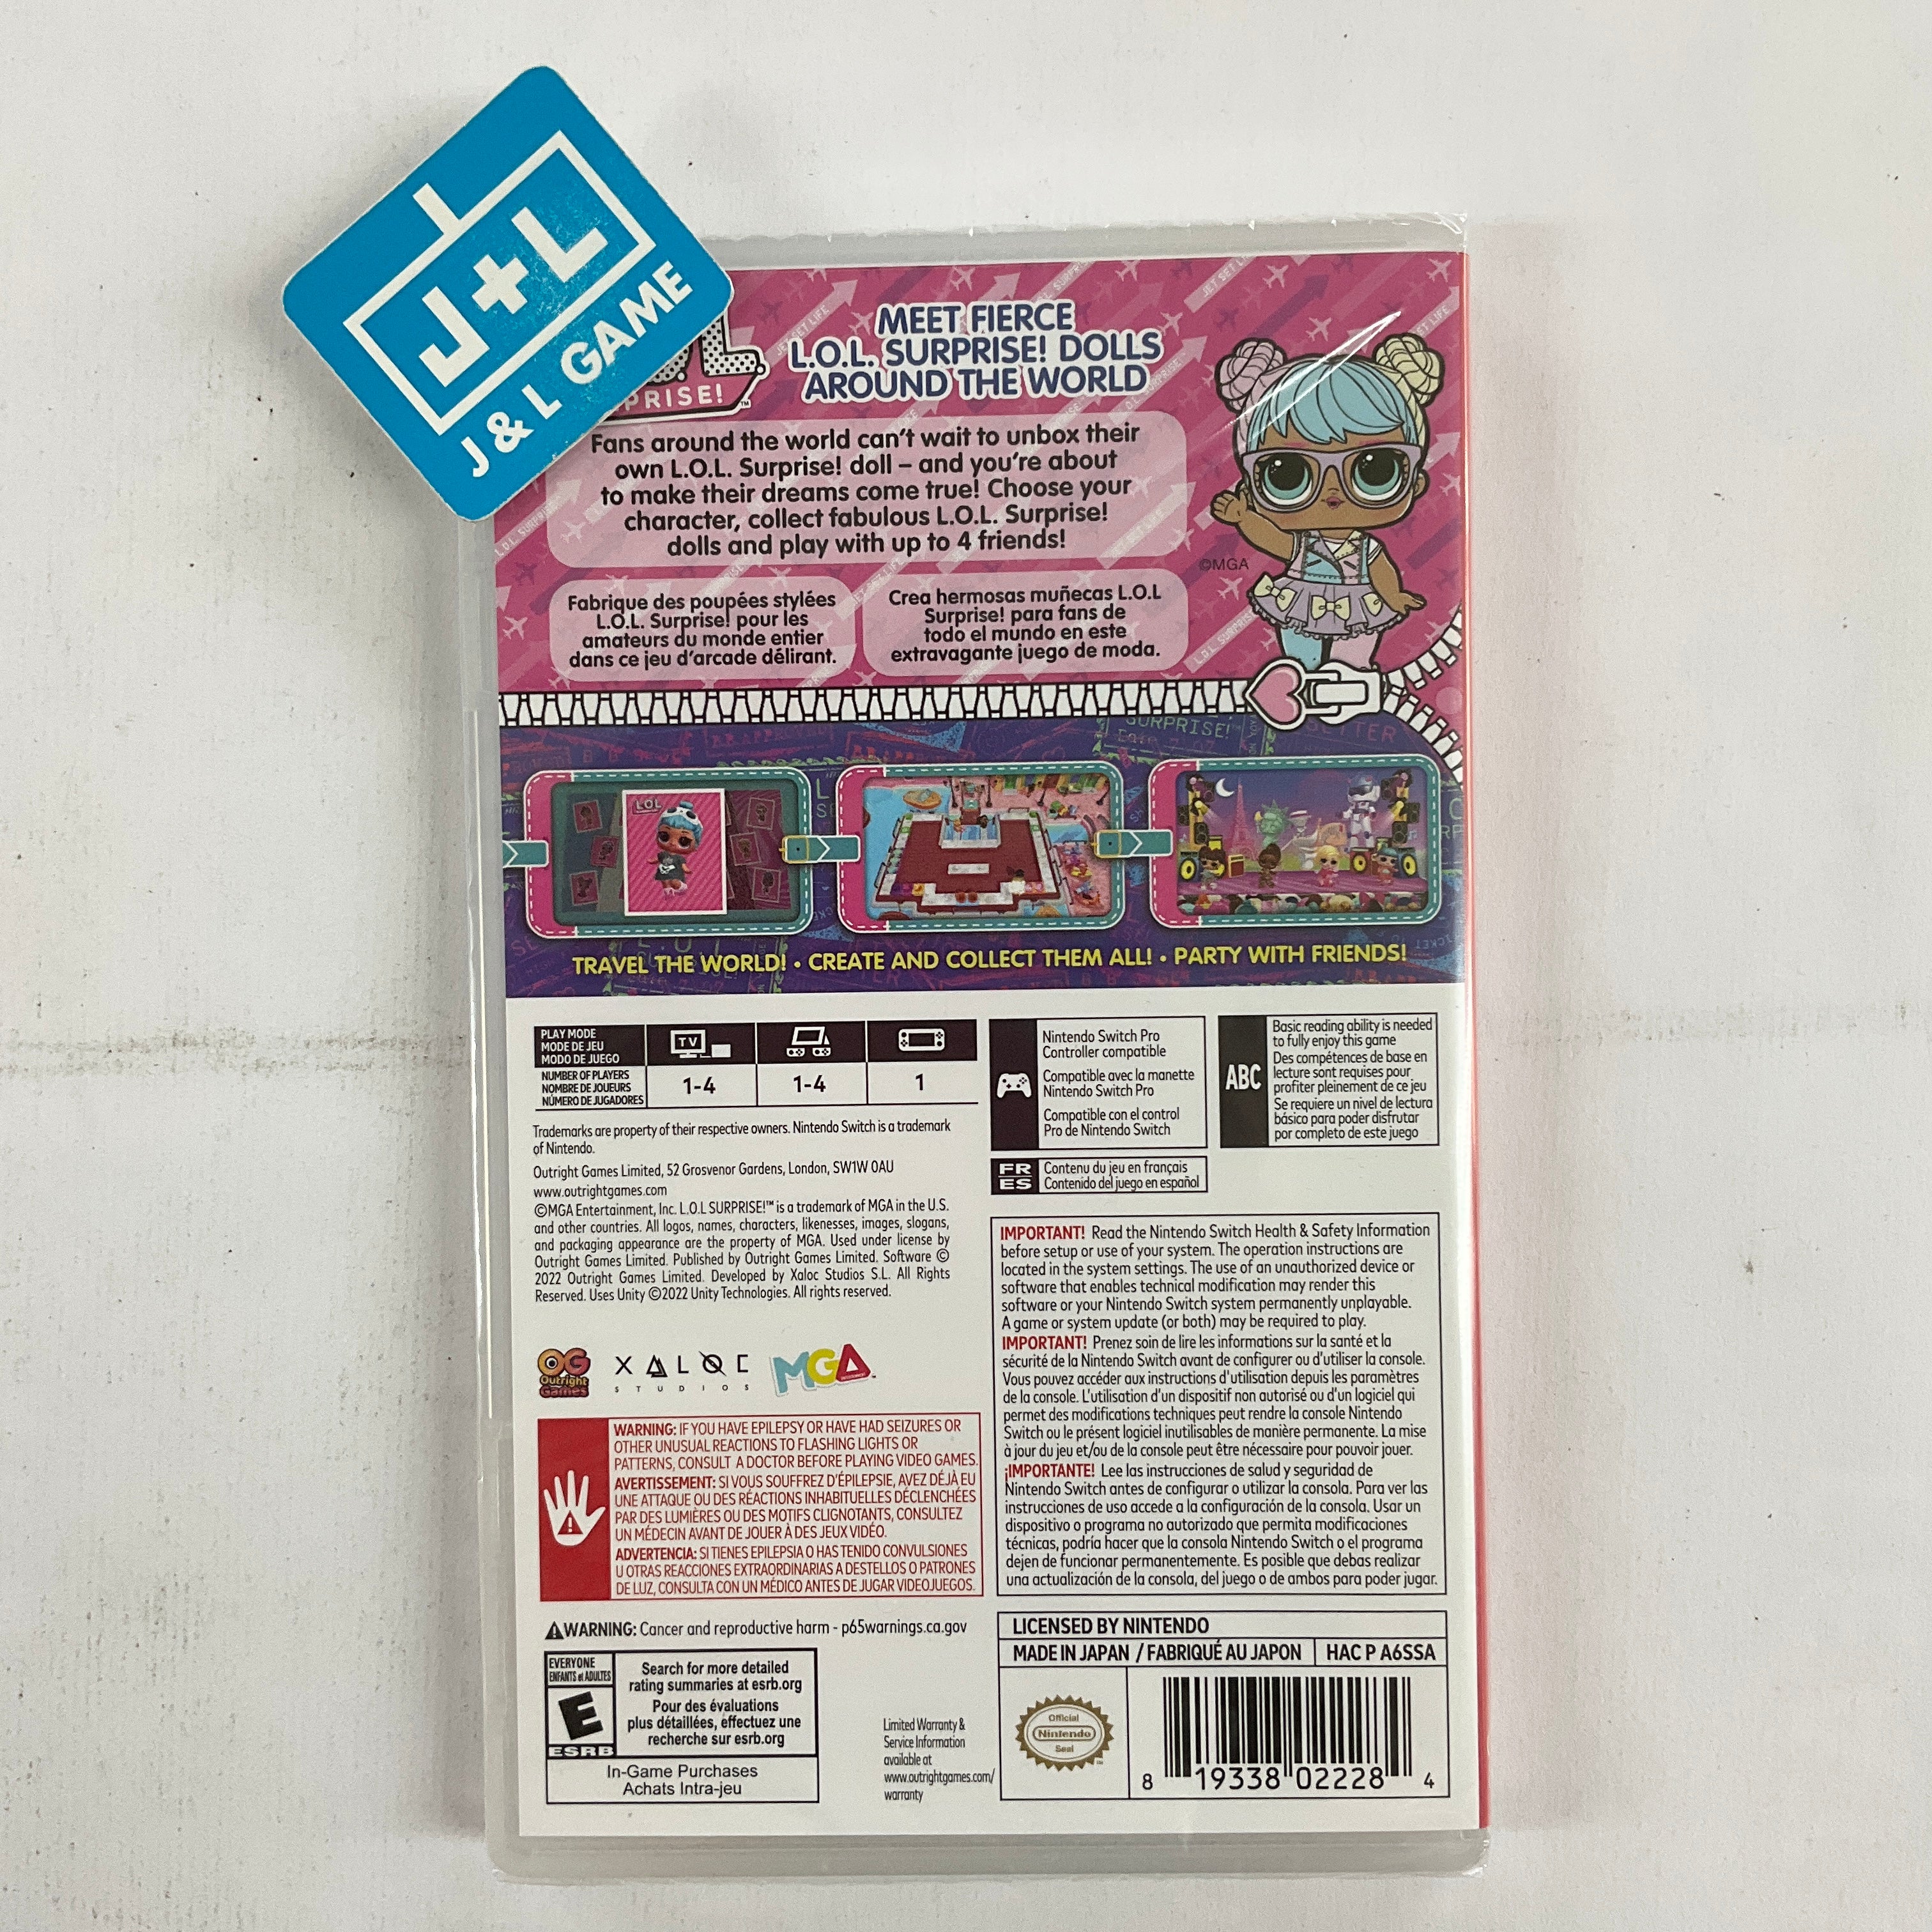 J+L
J & L GAME
PRISE!™
MEET FIERCE
L.O.L. SURPRISE! DOLLS
AROUND THE WORLD
Fans around the world can't wait to unbox their
own L.O.L. Surprise! doll – and you're about
to make their dreams come true! Choose your
character, collect fabulous L.O.L. Surprise!
dolls and play with up to 4 friends!
©MGA
Fabrique des poupées stylées
L.O.L. Surprise! pour les
amateurs du monde entier
dans ce jeu d'arcade délirant.
Crea hermosas muñecas L.O.L
Surprise! para fans de
todo el mundo en este
extravagante juego de moda.
LOL
TRAVEL THE WORLD! • CREATE AND COLLECT THEM ALL! • PARTY WITH FRIENDS!
PLAY MODE
MODE DE JEU
MODO DE JUEGO
TV
NUMBER OF PLAYERS
NOMBRE DE JOUEURS
NÚMERO DE JUGADORES
1-4 1-4 1
Nintendo Switch Pro
Controller compatible
Compatible avec la manette
Nintendo Switch Pro
Compatible con el control
Pro de Nintendo Switch
ABC
Basic reading ability is needed
to fully enjoy this game
Des compétences de base en
lecture sont requises pour
profiter pleinement de ce jeu
Se requiere un nivel de lectura
básico para poder disfrutar
por completo de este juego
FR Contenu du jeu en français
ES Contenido del juego en español
Trademarks are property of their respective owners. Nintendo Switch is a trademark
of Nintendo.
Outright Games Limited, 52 Grosvenor Gardens, London, SW1W 0AU
www.outrightgames.com
©MGA Entertainment, Inc. L.O.L SURPRISE!™ is a trademark of MGA in the U.S.
and other countries. All logos, names, characters, likenesses, images, slogans,
and packaging appearance are the property of MGA. Used under license by
Outright Games Limited. Published by Outright Games Limited. Software ©
2022 Outright Games Limited. Developed by Xaloc Studios S.L. All Rights
Reserved. Uses Unity ©2022 Unity Technologies. All rights reserved.
OG
Outright
Games
XALOC
STUDIOS
MGA
IMPORTANT! Read the Nintendo Switch Health & Safety Information
before setup or use of your system. The operation instructions are
located in the system settings. The use of an unauthorized device or
software that enables technical modification may render this
software or your Nintendo Switch system permanently unplayable.
A game or system update (or both) may be required to play.
IMPORTANT! Prenez soin de lire les informations sur la santé et la
sécurité de la Nintendo Switch avant de configurer ou d'utiliser la console.
Vous pouvez accéder aux instructions d'utilisation depuis les paramètres
de la console. L'utilisation d'un dispositif non autorisé ou d'un logiciel qui
permet des modifications techniques peut rendre la console Nintendo
Switch ou le présent logiciel inutilisables de manière permanente. La mise
à jour du jeu et/ou de la console peut être nécessaire pour pouvoir jouer.
¡IMPORTANTE! Lee las instrucciones de salud y seguridad de
Nintendo Switch antes de configurar o utilizar la consola. Para ver las
instrucciones de uso accede a la configuración de la consola. Usar un
dispositivo o programa no autorizado que permita modificaciones
técnicas, podría hacer que la consola Nintendo Switch o el programa
dejen de funcionar permanentemente. Es posible que debas realizar
una actualización de la consola, del juego o de ambos para poder jugar.
WARNING: IF YOU HAVE EPILEPSY OR HAVE HAD SEIZURES OR
OTHER UNUSUAL REACTIONS TO FLASHING LIGHTS OR
PATTERNS, CONSULT A DOCTOR BEFORE PLAYING VIDEO GAMES.
AVERTISSEMENT: SI VOUS SOUFFREZ D'ÉPILEPSIE, AVEZ DÉJÀ EU
UNE ATTAQUE OU DES RÉACTIONS INHABITUELLES DÉCLENCHÉES
PAR DES LUMIÈRES OU DES MOTIFS CLIGNOTANTS, CONSULTEZ
UN MÉDECIN AVANT DE JOUER À DES JEUX VIDÉO.
ADVERTENCIA: SI TIENES EPILEPSIA O HAS TENIDO CONVULSIONES
U OTRAS REACCIONES EXTRAORDINARIAS A DESTELLOS O PATRONES
DE LUZ, CONSULTA CON UN MÉDICO ANTES DE JUGAR VIDEOJUEGOS.
WARNING: Cancer and reproductive harm - p65warnings.ca.gov
EVERYONE
ENFANTS et ADULTES
E
ESRB
Search for more detailed
rating summaries at esrb.org
Pour des évaluations
plus détaillées, effectuez une
recherche sur esrb.org
In-Game Purchases
Achats Intra-jeu
Limited Warranty &
Service Information
available at
www.outrightgames.com/
warranty
LICENSED BY NINTENDO
MADE IN JAPAN / FABRIQUÉ AU JAPON HAC P A6SSA
Official
Nintendo
Seal
8 19338 02228 4